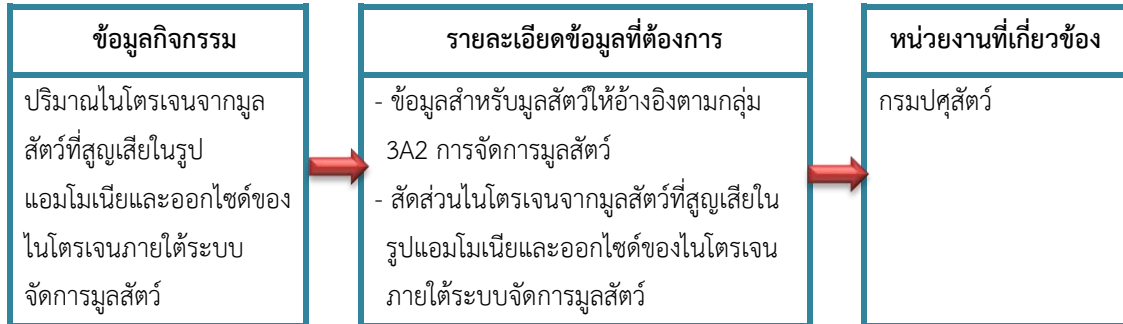 ข้อมูลกิจกรรม
ปริมาณไนโตรเจนจากมูล
สัตว์ที่สูญเสียในรูป
แอมโมเนียและออกไซด์ของ
ไนโตรเจนภายใต้ระบบ
จัดการมูลสัตว์
รายละเอียดข้อมูลที่ต้องการ
- ข้อมูลสำหรับมูลสัตว์ให้อ้างอิงตามกลุ่ม
3A2 การจัดการมูลสัตว์
- สัดส่วนไนโตรเจนจากมูลสัตว์ที่สูญเสียใน
รูปแอมโมเนียและออกไซด์ของไนโตรเจน
ภายใต้ระบบจัดการมูลสัตว์
หน่วยงานที่เกี่ยวข้อง
กรมปศุสัตว์